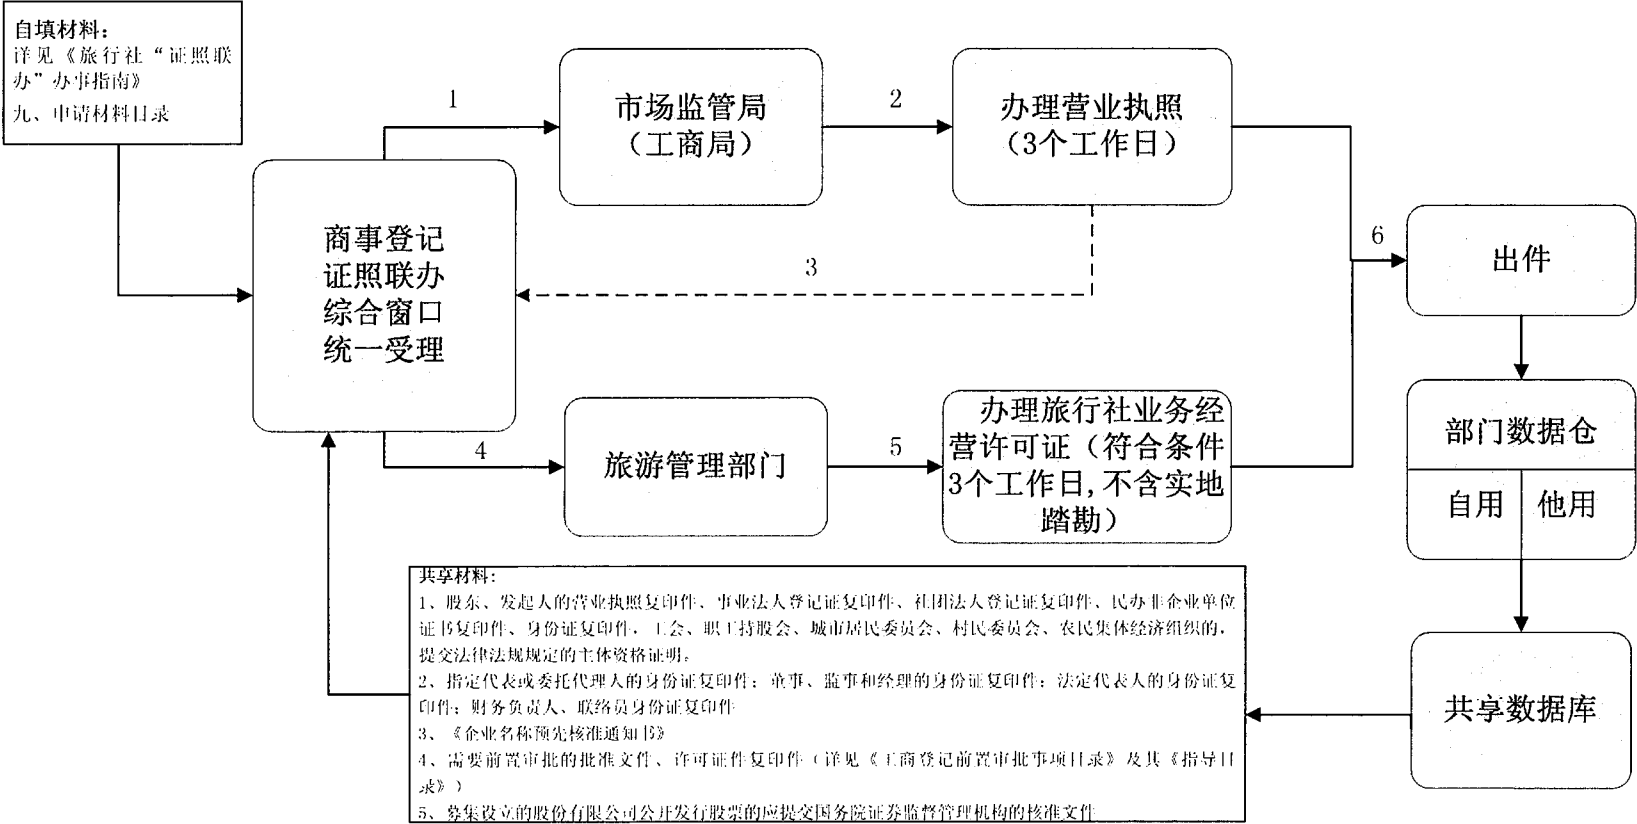 自填材料：
详见《旅行社“证照联
办”办事指南》
九、申请材料目录
1
市场监管局
（工商局）
2
办理营业执照
（3个工作日）
商事登记
证照联办
综合窗口
统一受理
3
6
出件
4
旅游管理部门
5
办理旅行社业务经
营许可证（符合条件
3个工作日,不含实地
踏勘）
部门数据仓
自用
他用
共享材料：
1、股东、发起人的营业执照复印件、事业法人登记证复印件、社团法人登记证复印件、民办非企业单位
证书复印件、身份证复印件，工会、职工持股会、城市居民委员会、村民委员会、农民集体经济组织的，
提交法律法规规定的主体资格证明。
2、指定代表或委托代理人的身份证复印件；董事、监事和经理的身份证复印件；法定代表人的身份证复
印件；财务负责人、联络员身份证复印件
3、《企业名称预先核准通知书》
4、需要前置审批的批准文件、许可证件复印件（详见《工商登记前置审批事项目录》及其《指导目
录》）
5、募集设立的股份有限公司公开发行股票的应提交国务院证券监督管理机构的核准文件
共享数据库